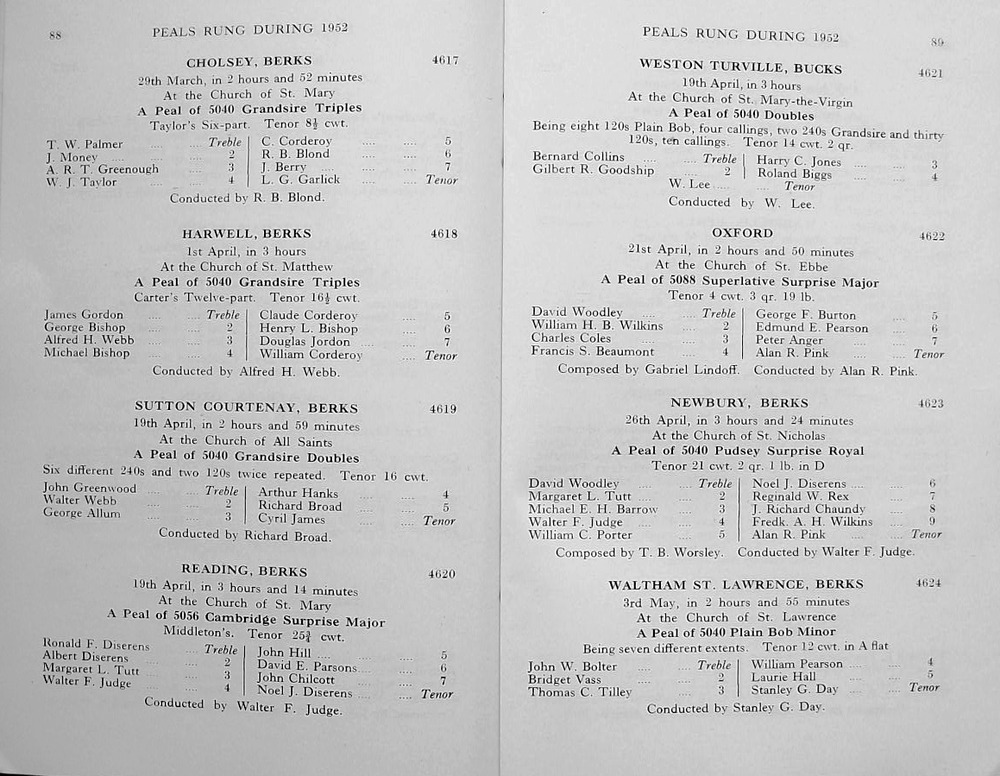 88 PEALS RUNG DURING 1952
CHOLSEY, BERKS 4617
29th March, in 2 hours and 52 minutes
At the Church of St. Mary
A Peal of 5040 Grandsire Triples
Taylor's Six-part. Tenor 8½ cwt.
T. W. Palmer .... .... Treble | C. Corderoy .... .... 5
J. Money .... .... 2 | R. B. Blond .... .... 6
A. R. T. Greenough .... 3 | J. Berry .... .... 7
W. J. Taylor .... .... 4 | L. G. Garlick .... .... Tenor
Conducted by R. B. Blond.
HARWELL, BERKS 4618
1st April, in 3 hours
At the Church of St. Matthew
A Peal of 5040 Grandsire Triples
Carter's Twelve-part. Tenor 16½ cwt.
James Gordon .... .... Treble | Claude Corderoy .... 5
George Bishop .... .... 2 | Henry L. Bishop .... 6
Alfred H. Webb .... .... 3 | Douglas Jordon .... .... 7
Michael Bishop .... .... 4 | William Corderoy .... Tenor
Conducted by Alfred H. Webb.
SUTTON COURTENAY, BERKS 4619
19th April, in 2 hours and 59 minutes
At the Church of All Saints
A Peal of 5040 Grandsire Doubles
Six different 240s and two 120s twice repeated. Tenor 16 cwt.
John Greenwood .... .... Treble | Arthur Hanks .... .... 4
Walter Webb .... .... 2 | Richard Broad .... .... 5
George Allum .... .... 3 | Cyril James .... .... Tenor
Conducted by Richard Broad.
READING, BERKS 4620
19th April, in 3 hours and 14 minutes
At the Church of St. Mary
A Peal of 5056 Cambridge Surprise Major
Middleton's. Tenor 25¾ cwt.
Ronald F. Diserens .... Treble | John Hill .... .... 5
Albert Diserens .... .... 2 | David E. Parsons .... .... 6
Margaret L. Tutt .... .... 3 | John Chilcott .... .... 7
Walter F. Judge .... .... 4 | Noel J. Diserens .... .... Tenor
Conducted by Walter F. Judge.
PEALS RUNG DURING 1952 89
WESTON TURVILLE, BUCKS 4621
19th April, in 3 hours
At the Church of St. Mary-the-Virgin
A Peal of 5040 Doubles
Being eight 120s Plain Bob, four callings, two 240s Grandsire and thirty
120s, ten callings. Tenor 14 cwt. 2 qr.
Bernard Collins .... .... Treble | Harry C. Jones .... .... 3
Gilbert R. Goodship .... 2 | Roland Biggs .... .... 4
W. Lee .... .... Tenor
Conducted by W. Lee.
OXFORD 4622
21st April, in 2 hours and 50 minutes
At the Church of St. Ebbe
A Peal of 5088 Superlative Surprise Major
Tenor 4 cwt. 3 qr. 19 lb.
David Woodley .... .... Treble | George F. Burton .... 5
William H. B. Wilkins .... 2 | Edmund E. Pearson .... 6
Charles Coles .... .... 3 | Peter Anger .... .... 7
Francis S. Beaumont .... 4 | Alan R. Pink .... .... Tenor
Composed by Gabriel Lindoff. Conducted by Alan R. Pink.
NEWBURY, BERKS 4623
26th April, in 3 hours and 24 minutes
At the Church of St. Nicholas
A Peal of 5040 Pudsey Surprise Royal
Tenor 21 cwt. 2 qr. 1 lb. in D
David Woodley .... .... Treble | Noel J. Diserens .... .... 6
Margaret L. Tutt .... .... 2 | Reginald W. Rex .... 7
Michael E. H. Barrow .... 3 | J. Richard Chaundy .... 8
Walter F. Judge .... .... 4 | Fredk. A. H. Wilkins .... 9
William C. Porter .... .... 5 | Alan R. Pink .... .... Tenor
Composed by T. B. Worsley. Conducted by Walter F. Judge.
WALTHAM ST. LAWRENCE, BERKS 4624
3rd May, in 2 hours and 55 minutes
At the Church of St. Lawrence
A Peal of 5040 Plain Bob Minor
Being seven different extents. Tenor 12 cwt. in A flat
John W. Bolter .... .... Treble | William Pearson .... .... 4
Bridget Vass .... .... 2 | Laurie Hall .... .... 5
Thomas C. Tilley .... .... 3 | Stanley G. Day .... .... Tenor
Conducted by Stanley G. Day.